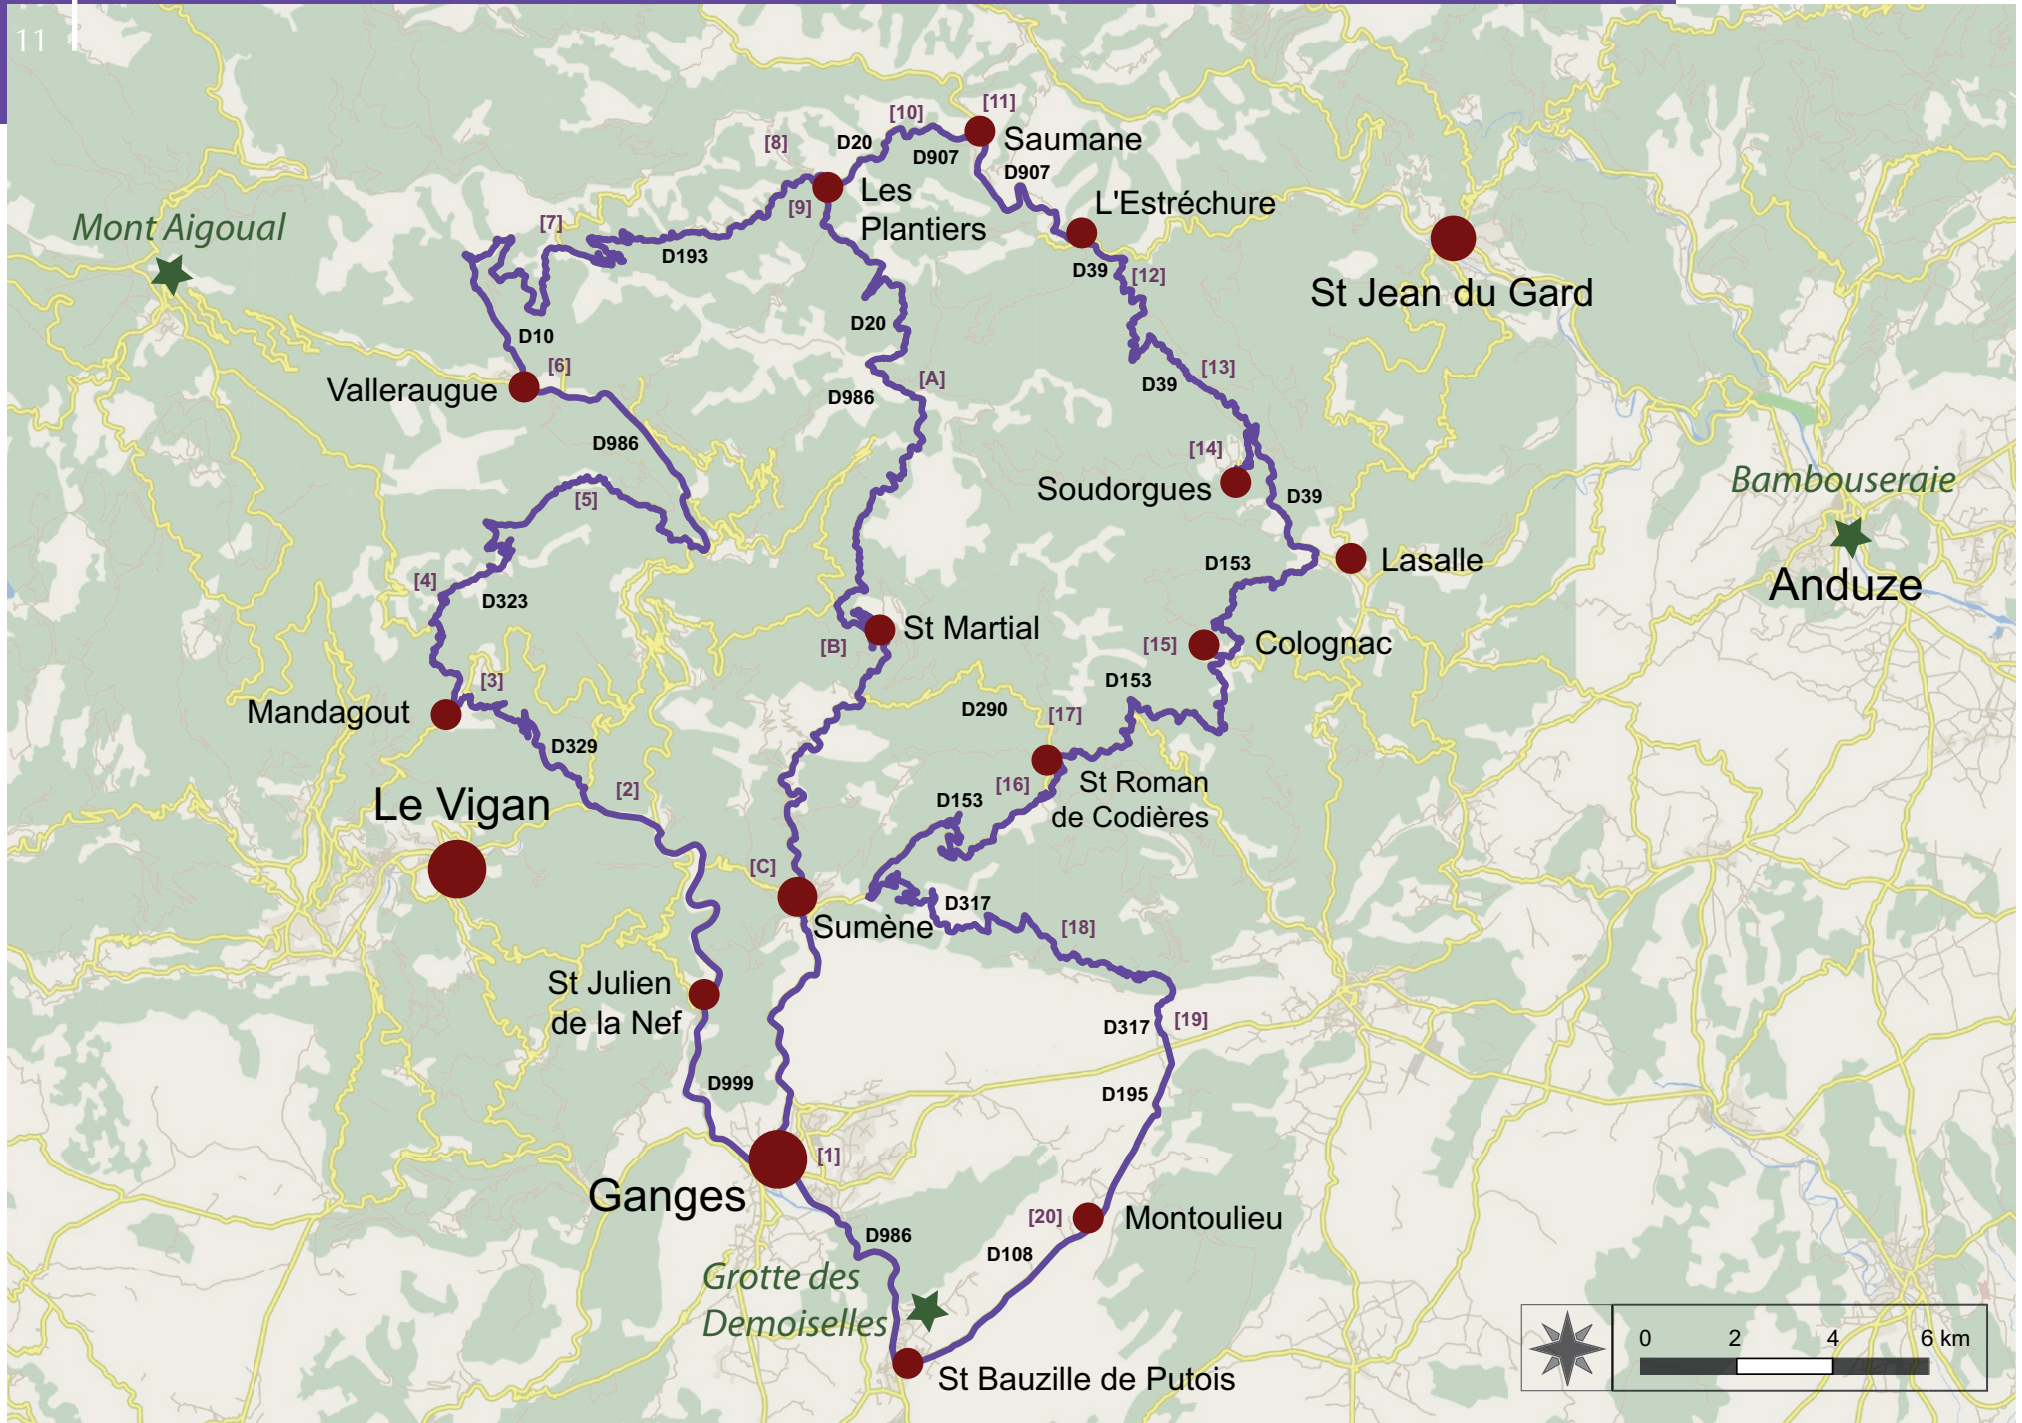 11
[11]
[10]
Saumane
[8]
D20
D907
D907
Les
Plantiers
[9]
L'Estréchure
Mont Aigoual
[7]
D193
D39
[12]
St Jean du Gard
D20
D10
[6]
Valleraugue
[A]
D986
[13]
D39
D986
[14]
Soudorgues
Bambouseraie
[5]
D39
Lasalle
D153
[4]
D323
Anduze
St Martial
[B]
[15]
Colognac
[3]
D153
Mandagout
D290
[17]
D329
[16]
St Roman
de Codières
[2]
D153
Le Vigan
[C]
D317
Sumène
[18]
St Julien
de la Nef
D317
[19]
D999
D195
[1]
Ganges
[20]
Montoulieu
D986
D108
Grotte des
Demoiselles
St Bauzille de Putois
0 2 4 6 km